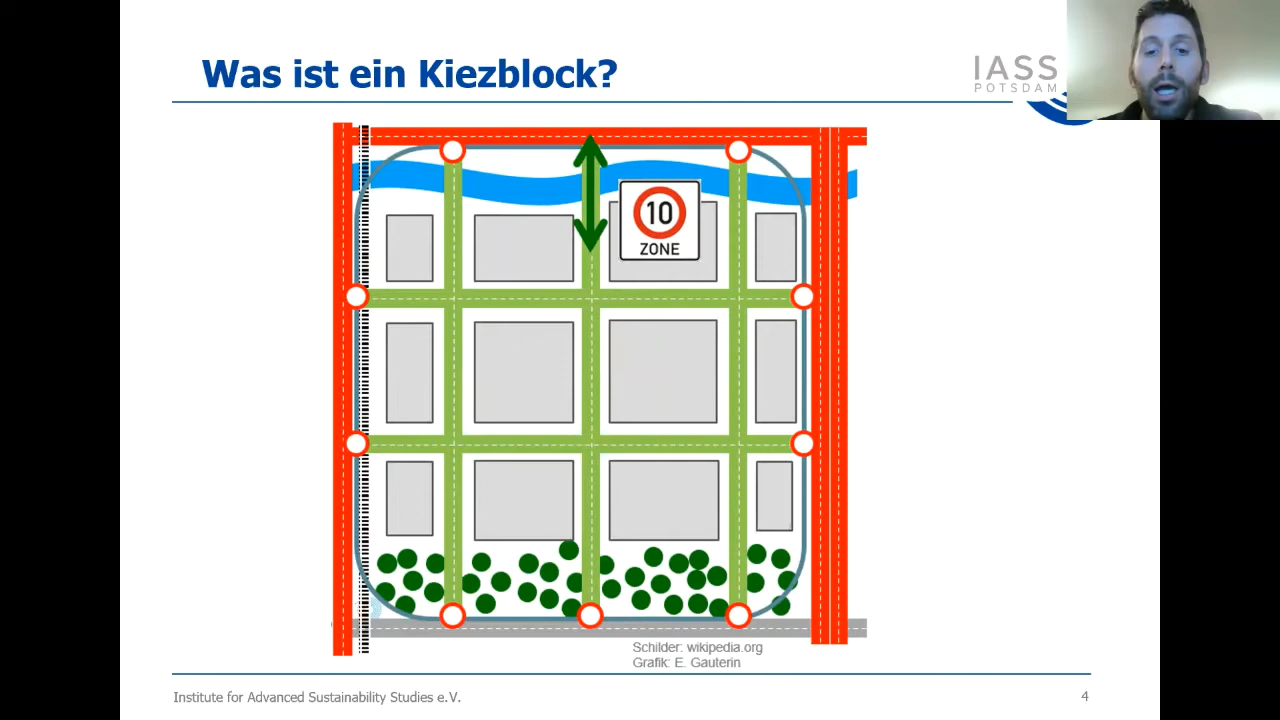 Was ist ein Kiezblock?
IASS
POTSDAM
10
ZONE
Schilder: wikipedia.org
Grafik: E. Gauterin
Institute for Advanced Sustainability Studies e.V.
4